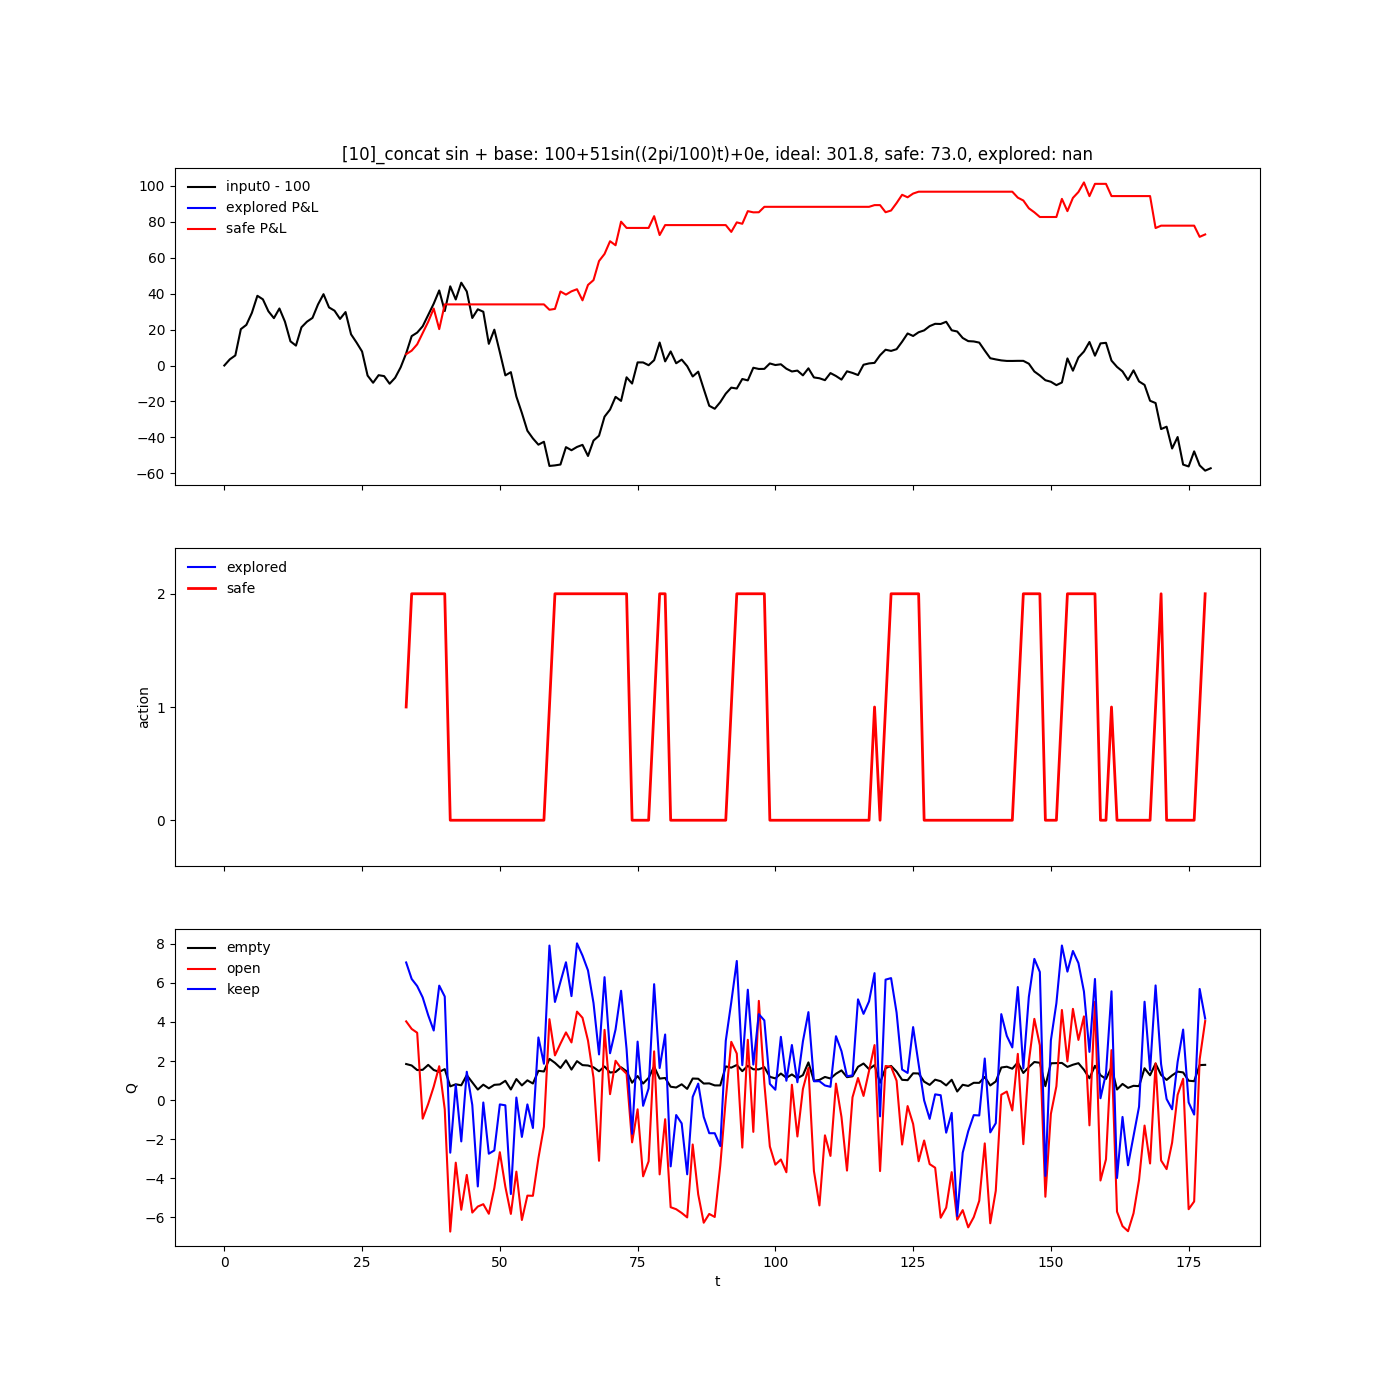 [10]_concat sin + base: 100+51sin((2pi/100)t)+0e, ideal: 301.8, safe: 73.0, explored: nan
100
80
60
40
20
0
−20
−40
−60
input0 - 100
explored P&L
safe P&L
action
2
1
0
explored
safe
Q
8
6
4
2
0
−2
−4
−6
empty
open
keep
0 25 50 75 100 125 150 175
t